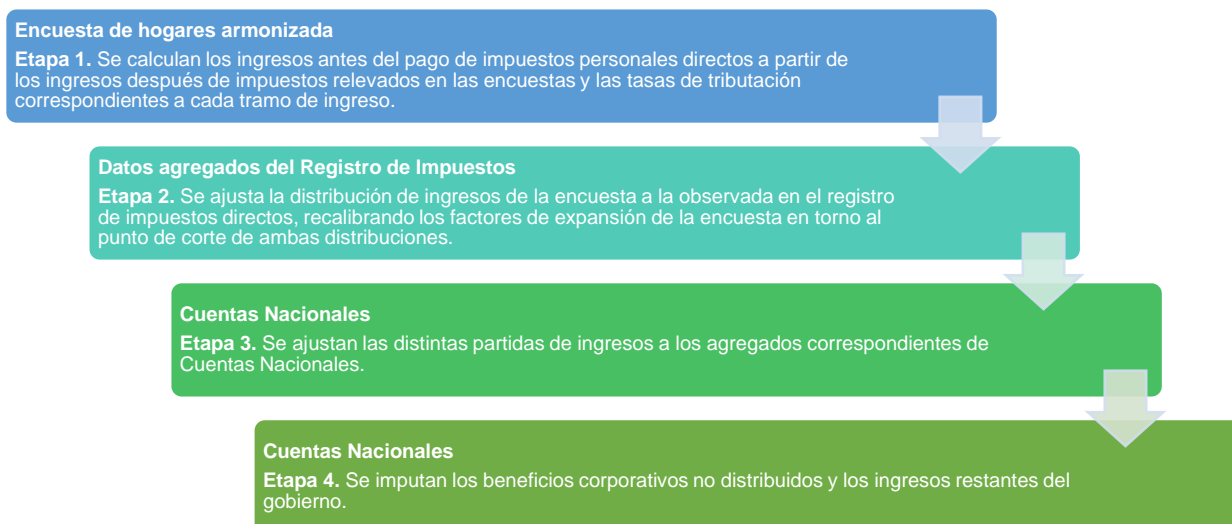 Encuesta de hogares armonizada
Etapa 1. Se calculan los ingresos antes del pago de impuestos personales directos a partir de
los ingresos después de impuestos relevados en las encuestas y las tasas de tributación
correspondientes a cada tramo de ingreso.
Datos agregados del Registro de Impuestos
Etapa 2. Se ajusta la distribución de ingresos de la encuesta a la observada en el registro
de impuestos directos, recalibrando los factores de expansión de la encuesta en torno al
punto de corte de ambas distribuciones.
Cuentas Nacionales
Etapa 3. Se ajustan las distintas partidas de ingresos a los agregados correspondientes de
Cuentas Nacionales.
Cuentas Nacionales
Etapa 4. Se imputan los beneficios corporativos no distribuidos y los ingresos restantes del
gobierno.